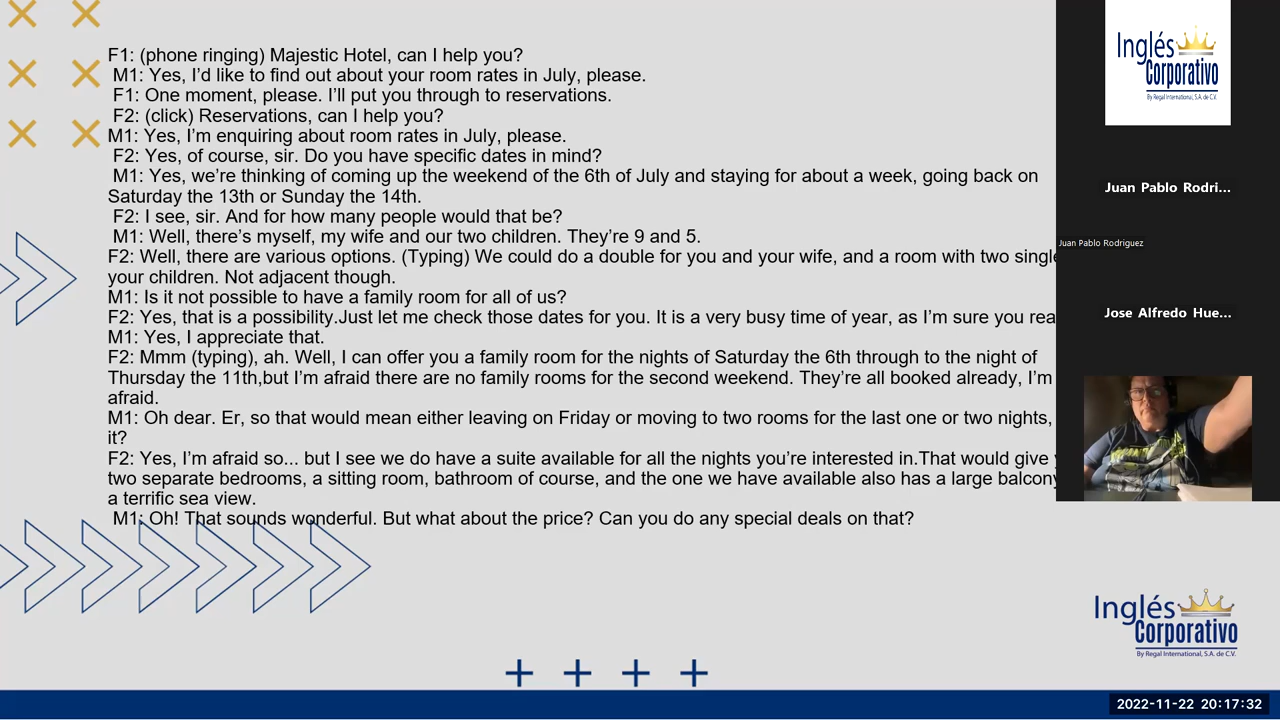 F1: (phone ringing) Majestic Hotel, can I help you?
M1: Yes, I’d like to find out about your room rates in July, please.
F1: One moment, please. I’ll put you through to reservations.
F2: (click) Reservations, can I help you?
M1: Yes, I’m enquiring about room rates in July, please.
F2: Yes, of course, sir. Do you have specific dates in mind?
M1: Yes, we’re thinking of coming up the weekend of the 6th of July and staying for about a week, going back on
Saturday the 13th or Sunday the 14th.
F2: I see, sir. And for how many people would that be?
M1: Well, there’s myself, my wife and our two children. They’re 9 and 5.
F2: Well, there are various options. (Typing) We could do a double for you and your wife, and a room with two single
your children. Not adjacent though.
M1: Is it not possible to have a family room for all of us?
F2: Yes, that is a possibility.Just let me check those dates for you. It is a very busy time of year, as I’m sure you rea
M1: Yes, I appreciate that.
F2: Mmm (typing), ah. Well, I can offer you a family room for the nights of Saturday the 6th through to the night of
Thursday the 11th,but I’m afraid there are no family rooms for the second weekend. They’re all booked already, I’m
afraid.
M1: Oh dear. Er, so that would mean either leaving on Friday or moving to two rooms for the last one or two nights,
it?
F2: Yes, I’m afraid so... but I see we do have a suite available for all the nights you’re interested in.That would give
two separate bedrooms, a sitting room, bathroom of course, and the one we have available also has a large balcony
a terrific sea view.
M1: Oh! That sounds wonderful. But what about the price? Can you do any special deals on that?
Inglés
Corporativo
By Regal International, S.A. de C.V.
Juan Pablo Rodri...
Juan Pablo Rodriguez
Jose Alfredo Hue...
Inglés
Corporativo
By Regal International, S.A. de C.V.
2022-11-22 20:17:32